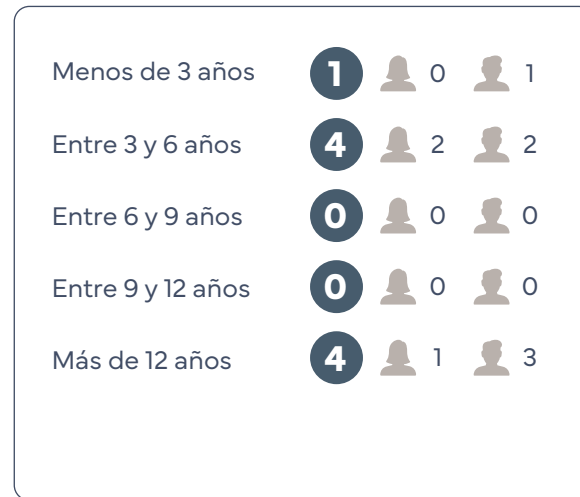 Menos de 3 años 1 0 1
Entre 3 y 6 años 4 2 2
Entre 6 y 9 años 0 0 0
Entre 9 y 12 años 0 0 0
Más de 12 años 4 1 3